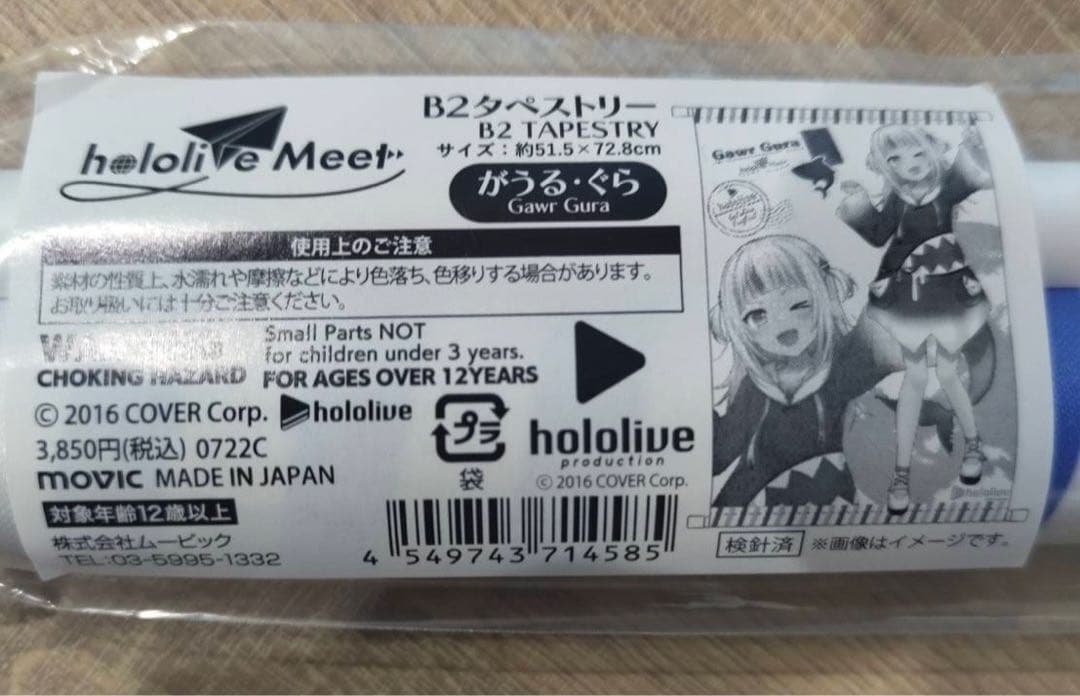 hololive Meet
B2タペストリー
B2 TAPESTRY
サイズ：約51.5×72.8cm
がうる・ぐら
Gawr Gura
使用上のご注意
素材の性質上、水濡れや摩擦などにより色落ち、色移りする場合があります。
お取り扱いには十分ご注意ください。
WARNING
CHOKING HAZARD
Small Parts NOT
for children under 3 years.
FOR AGES OVER 12YEARS
© 2016 COVER Corp. hololive
3,850円(税込) 0722C
movic MADE IN JAPAN
対象年齢12歳以上
株式会社ムービック
TEL:03-5995-1332
プラ
袋
hololive
production
© 2016 COVER Corp.
4 549743 714585
Gawr Gura
hololive
検針済 ※画像はイメージです。